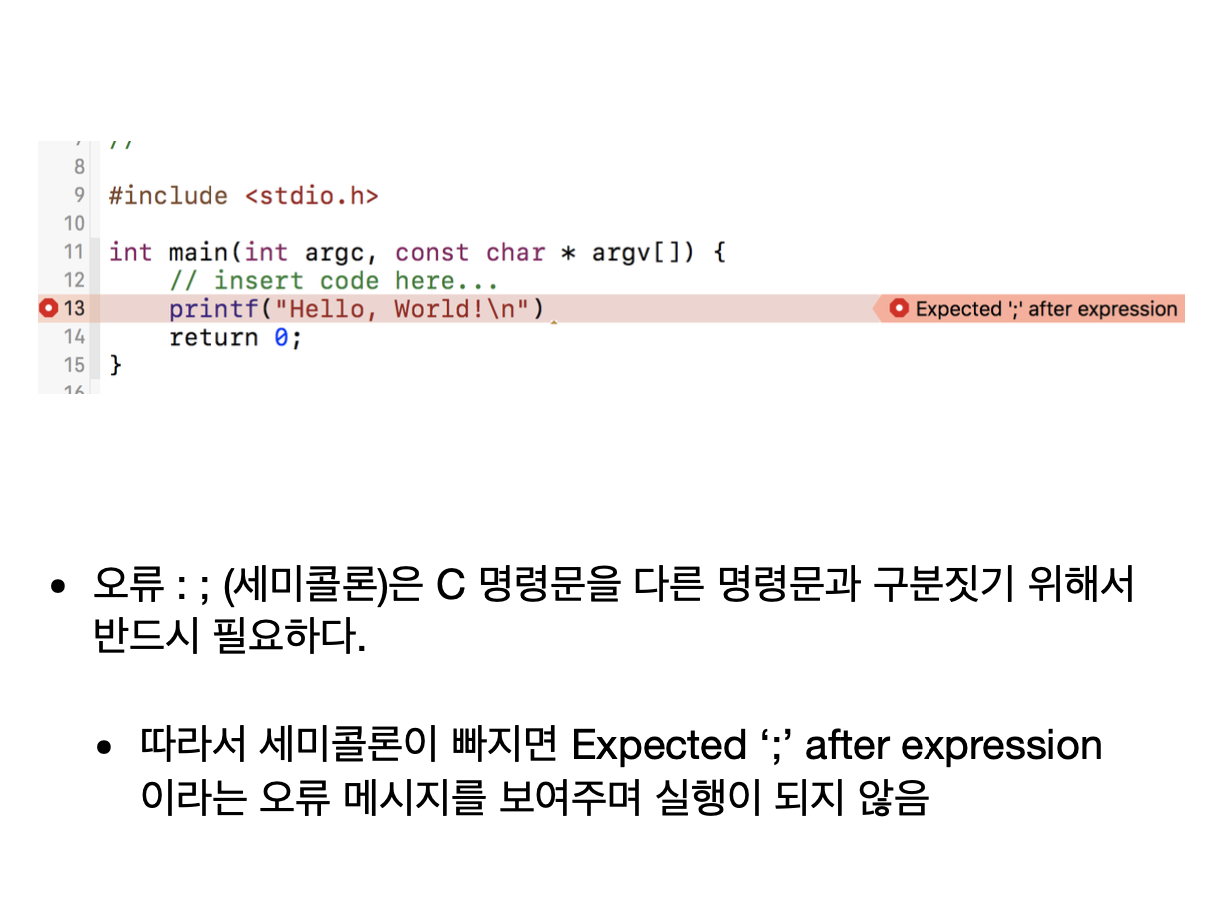 7 //
8
9 #include <stdio.h>
10
11 int main(int argc, const char * argv[]) {
12 // insert code here...
13 printf("Hello, World!\n") Expected ';' after expression
14 return 0;
15 }
16
• 오류 : ; (세미콜론)은 C 명령문을 다른 명령문과 구분짓기 위해서
반드시 필요하다.
• 따라서 세미콜론이 빠지면 Expected ‘;’ after expression
이라는 오류 메시지를 보여주며 실행이 되지 않음